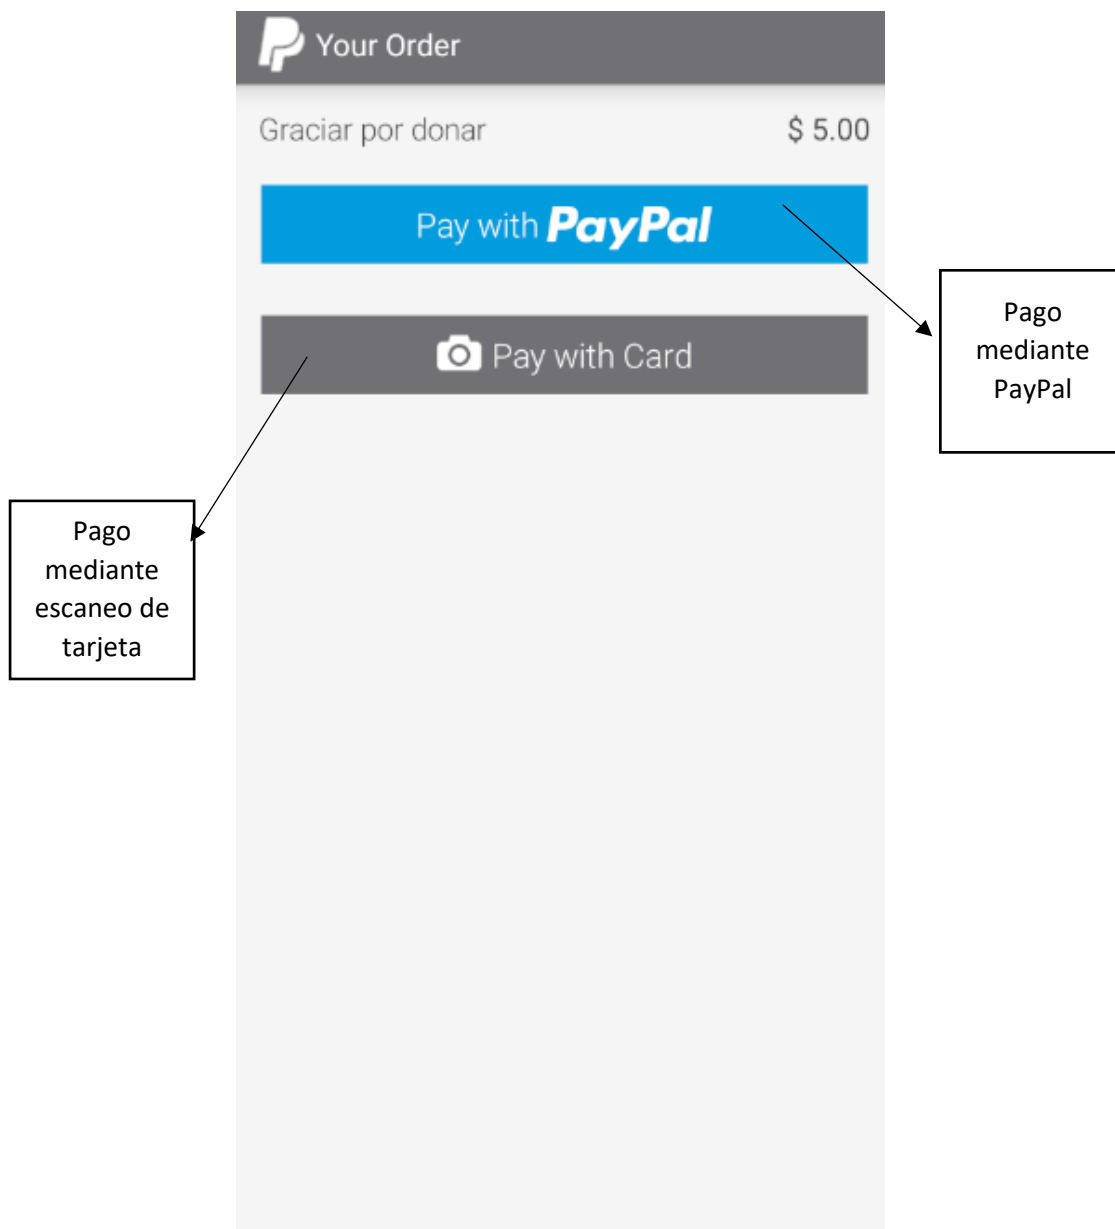 Your Order
Graciar por donar $ 5.00
Pay with PayPal
Pay with Card
Pago
mediante
PayPal
Pago
mediante
escaneo de
tarjeta